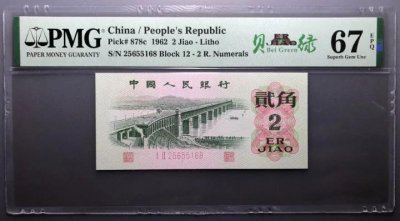 PMG
PAPER MONEY GUARANTY
China / People's Republic
Pick# 878c 1962 2 Jiao - Litho
S/N 25655168 Block 12 - 2 R. Numerals
贝绿
Bei Green
67
EPQ
Superb Gem Unc
中国人民银行
贰角
2
ER
JIAO
I II 25655168